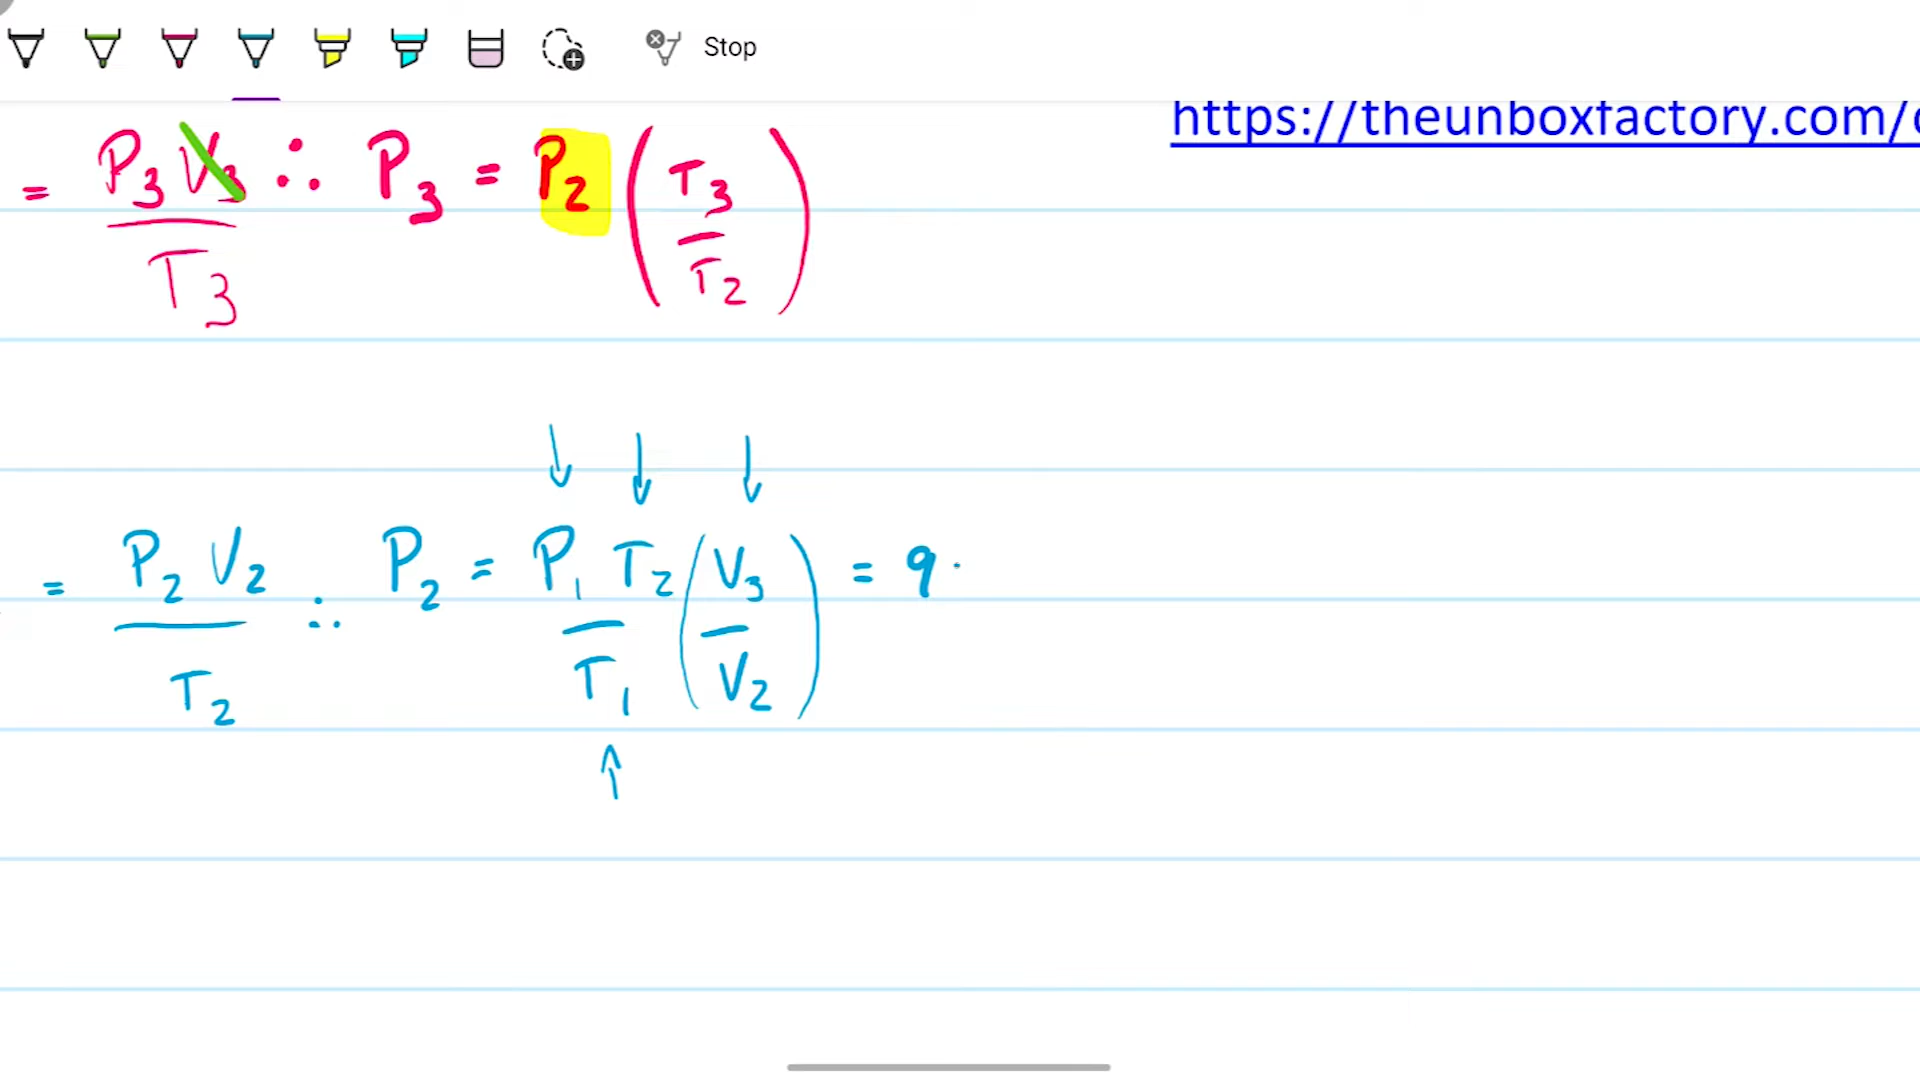 Stop
https://theunboxfactory.com/
= P3 V3 / T3 ∴ P3 = P2 (T3 / T2)
= P2 V2 / T2 ∴ P2 = P1 T2 / T1 (V3 / V2) = 9.